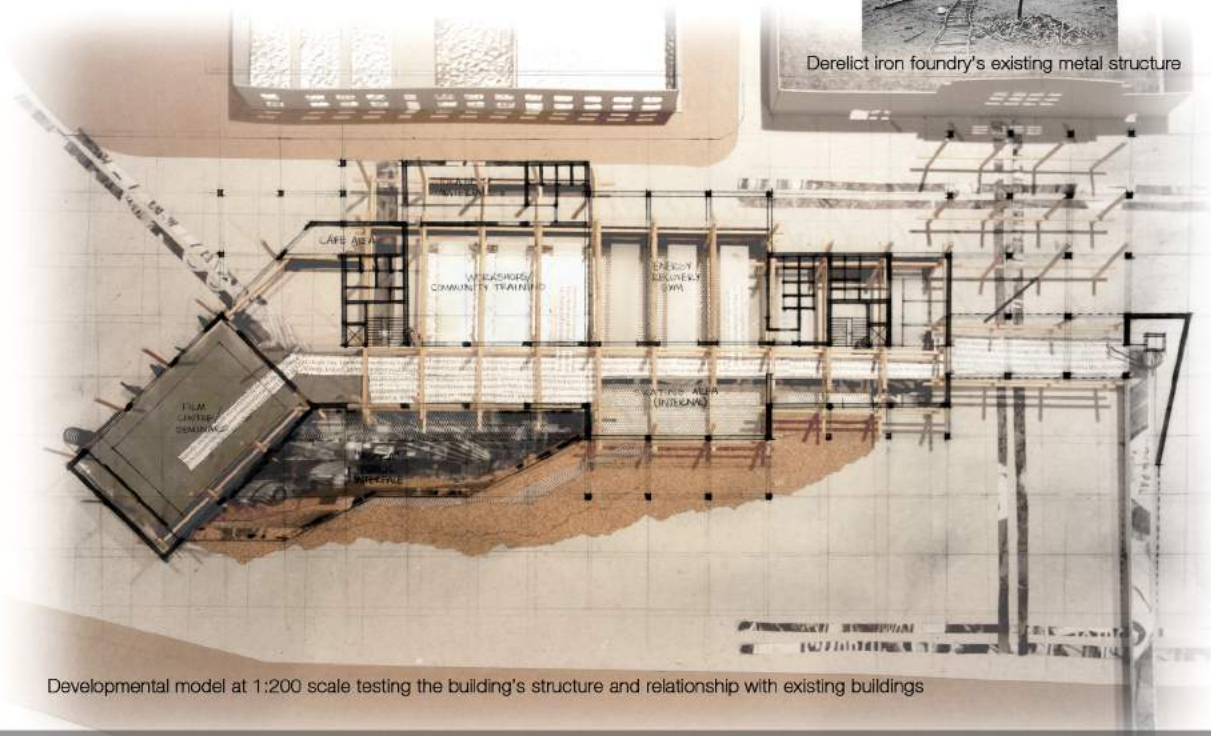 Derelict iron foundry's existing metal structure
CAFE AREA
WORKSHOPS/
COMMUNITY TRAINING
ENERGY
RECOVERY
GYM
SKATING AREA
(INTERNAL)
FILM
CENTRE/
SEMINARS
INTERFACE
Developmental model at 1:200 scale testing the building's structure and relationship with existing buildings